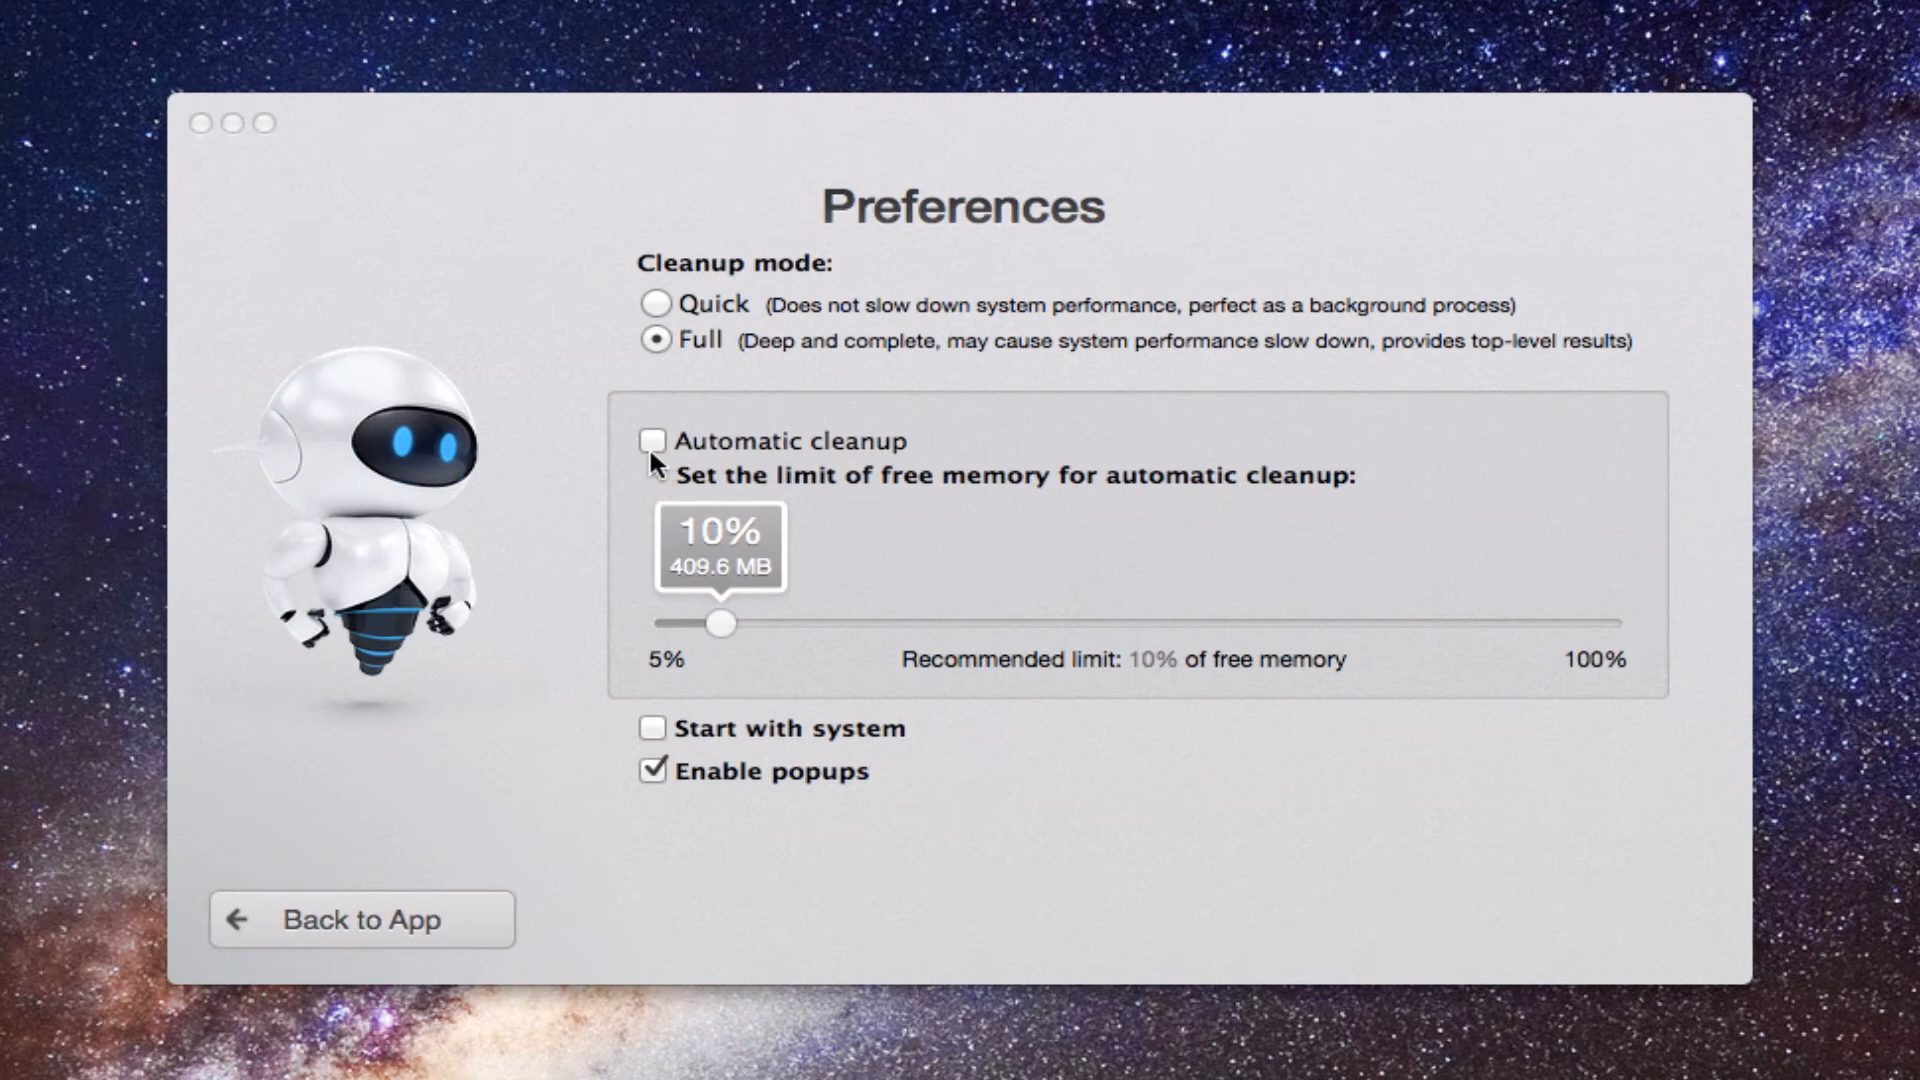 Preferences
Cleanup mode:
Quick (Does not slow down system performance, perfect as a background process)
Full (Deep and complete, may cause system performance slow down, provides top-level results)
Automatic cleanup
Set the limit of free memory for automatic cleanup:
10%
409.6 MB
5% Recommended limit: 10% of free memory 100%
Start with system
Enable popups
Back to App